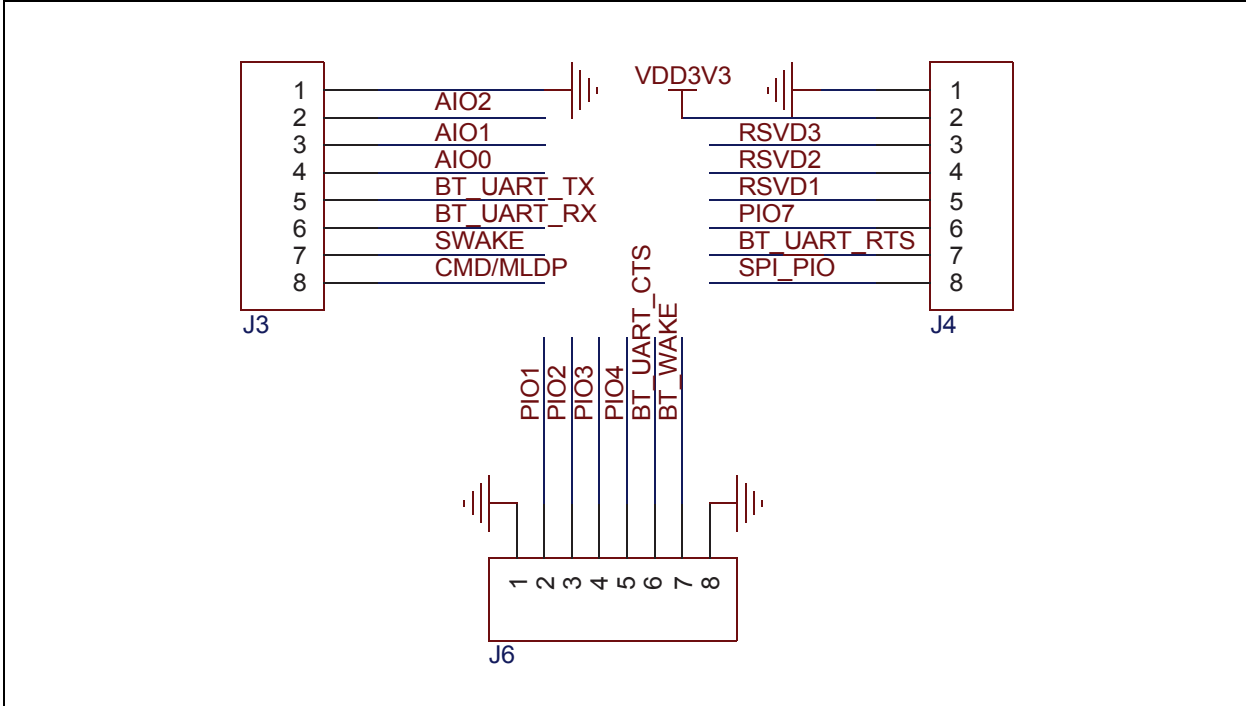 VDD3V3
1
AIO2
2
AIO1
3
AIO0
4
BT_UART_TX
5
BT_UART_RX
6
SWAKE
7
CMD/MLDP
8
J3
1
2
RSVD3
3
RSVD2
4
RSVD1
5
PIO7
6
BT_UART_RTS
7
SPI_PIO
8
J4
PIO1
PIO2
PIO3
PIO4
BT_UART_CTS
BT_WAKE
1 2 3 4 5 6 7 8
J6